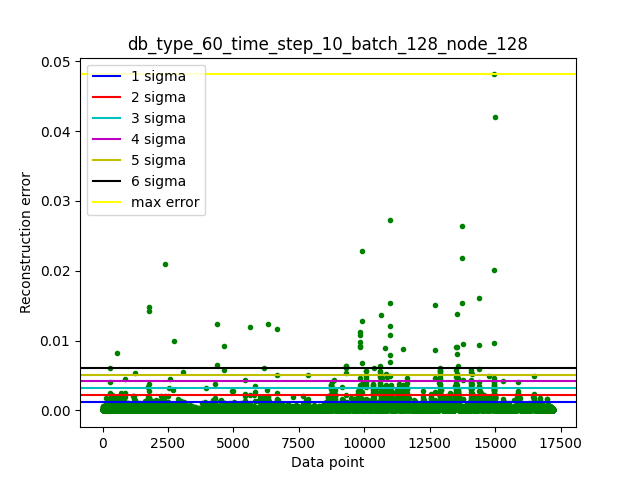 db_type_60_time_step_10_batch_128_node_128
0.05
0.04
0.03
0.02
0.01
0.00
Reconstruction error
1 sigma
2 sigma
3 sigma
4 sigma
5 sigma
6 sigma
max error
0 2500 5000 7500 10000 12500 15000 17500
Data point